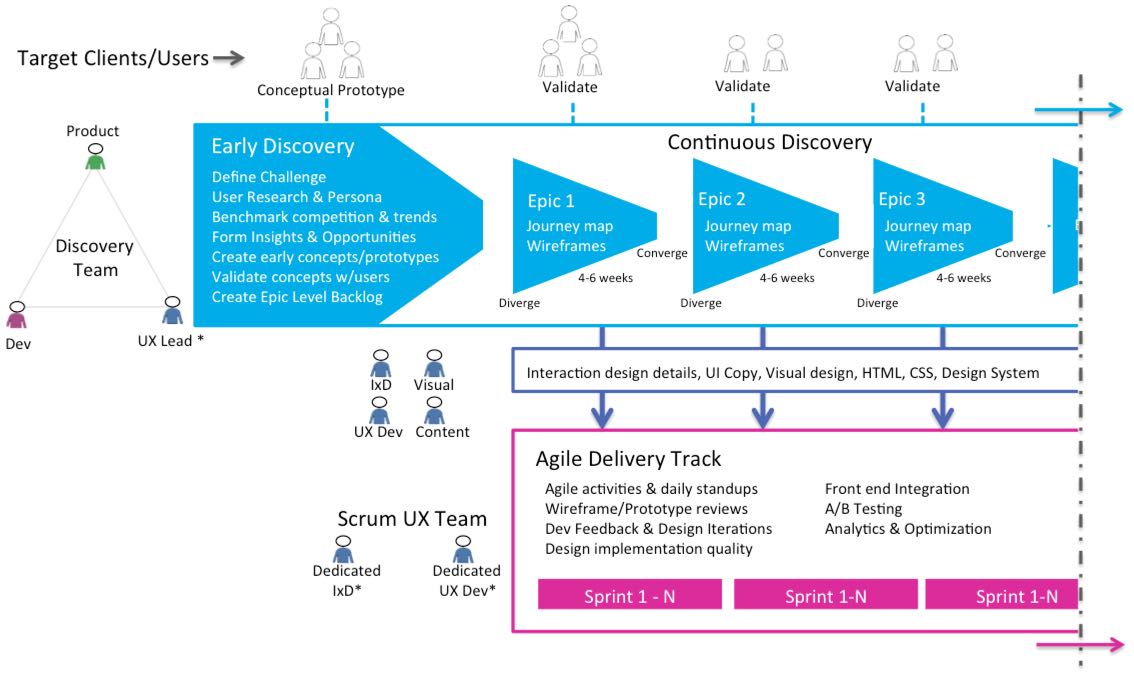 Target Clients/Users
Conceptual Prototype
Validate
Validate
Validate
Product
Discovery
Team
Dev
UX Lead *
Early Discovery
Define Challenge
User Research & Persona
Benchmark competition & trends
Form Insights & Opportunities
Create early concepts/prototypes
Validate concepts w/users
Create Epic Level Backlog
Continuous Discovery
Epic 1
Journey map
Wireframes
Diverge
4-6 weeks
Converge
Epic 2
Journey map
Wireframes
Diverge
4-6 weeks
Converge
Epic 3
Journey map
Wireframes
Diverge
4-6 weeks
Converge
IxD
Visual
UX Dev
Content
Interaction design details, UI Copy, Visual design, HTML, CSS, Design System
Agile Delivery Track
Agile activities & daily standups
Wireframe/Prototype reviews
Dev Feedback & Design Iterations
Design implementation quality
Front end Integration
A/B Testing
Analytics & Optimization
Scrum UX Team
Dedicated
IxD*
Dedicated
UX Dev*
Sprint 1 - N
Sprint 1-N
Sprint 1-N